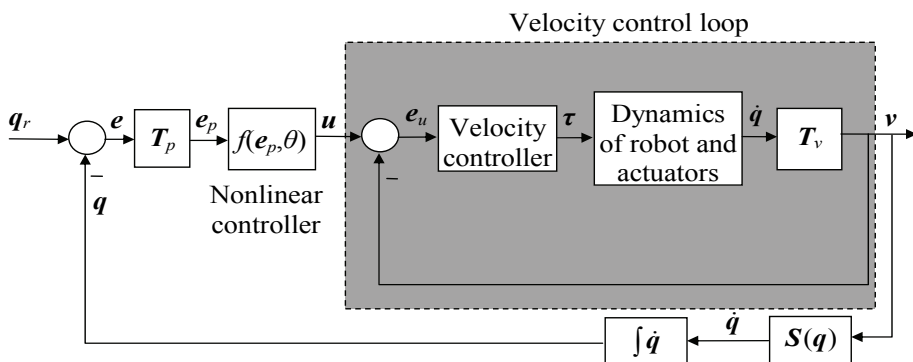 Velocity control loop
q_r
e
T_p
e_p
f(e_p,θ)
u
e_u
Velocity
controller
τ
Dynamics
of robot and
actuators
q̇
T_v
v
−
−
q
Nonlinear
controller
∫ q̇
q̇
S(q)